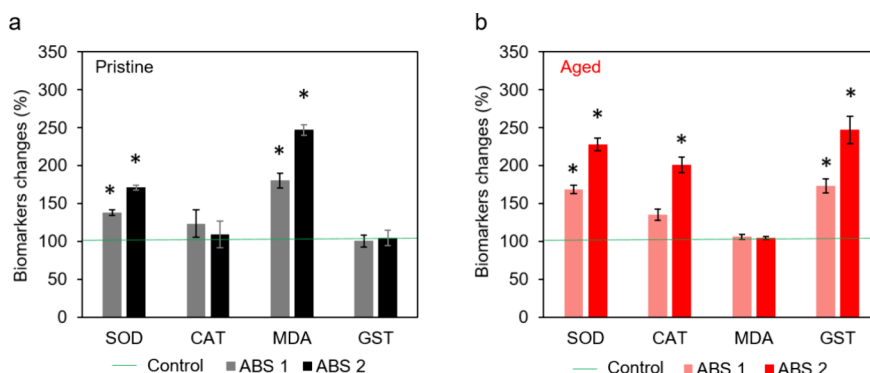 a
Pristine
Biomarkers changes (%)
350
300
250
200
150
100
50
0
* * * *
SOD CAT MDA GST
Control ABS 1 ABS 2
b
Aged
Biomarkers changes (%)
350
300
250
200
150
100
50
0
* * * * *
SOD CAT MDA GST
Control ABS 1 ABS 2